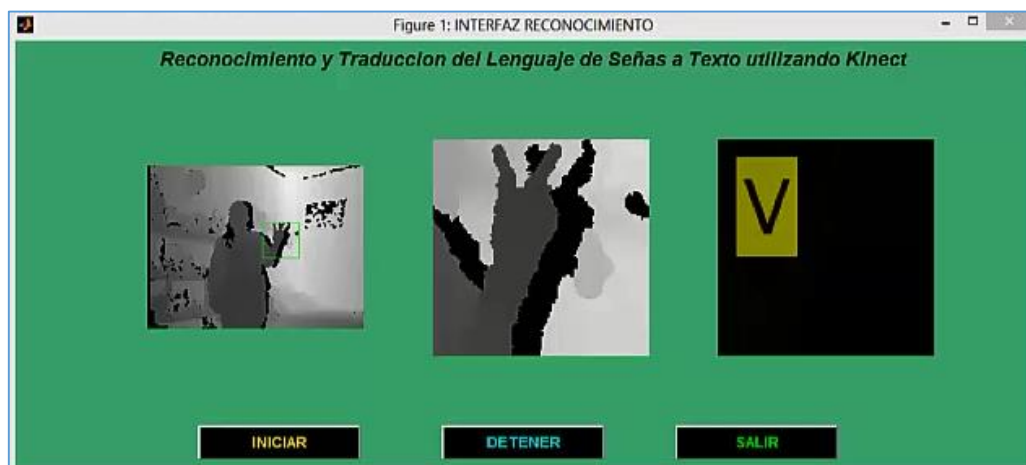 Figure 1: INTERFAZ RECONOCIMIENTO
Reconocimiento y Traduccion del Lenguaje de Señas a Texto utilizando Kinect
V
INICIAR DETENER SALIR